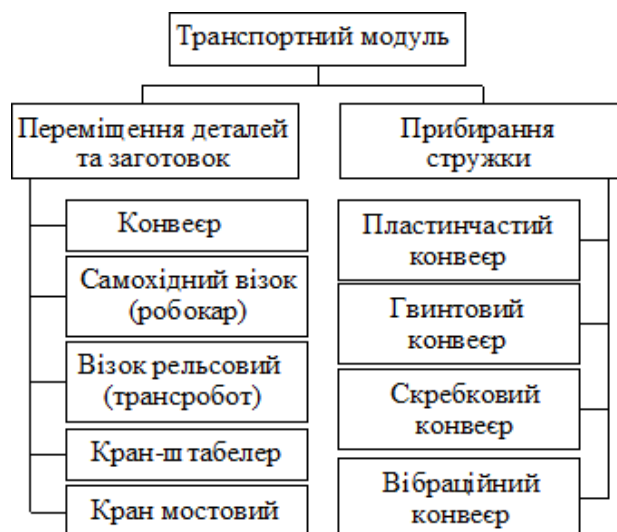 Транспортний модуль
Переміщення деталей
та заготовок
Конвеєр
Самохідний візок
(робокар)
Візок рельсовий
(трансробот)
Кран-штабелер
Кран мостовий
Прибирання
стружки
Пластинчастий
конвеєр
Гвинтовий
конвеєр
Скребковий
конвеєр
Вібраційний
конвеєр